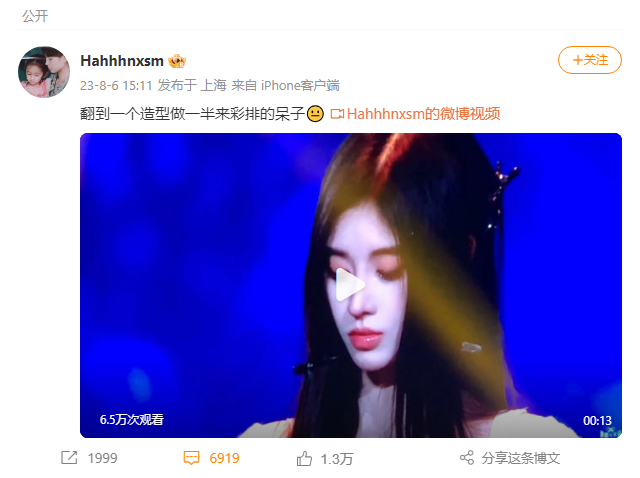 公开
Hahhhnxsm
+关注
23-8-6 15:11 发布于 上海 来自 iPhone客户端
翻到一个造型做一半来彩排的呆子😐 Hahhhnxsm的微博视频
6.5万次观看
00:13
1999
6919
1.3万
分享这条博文